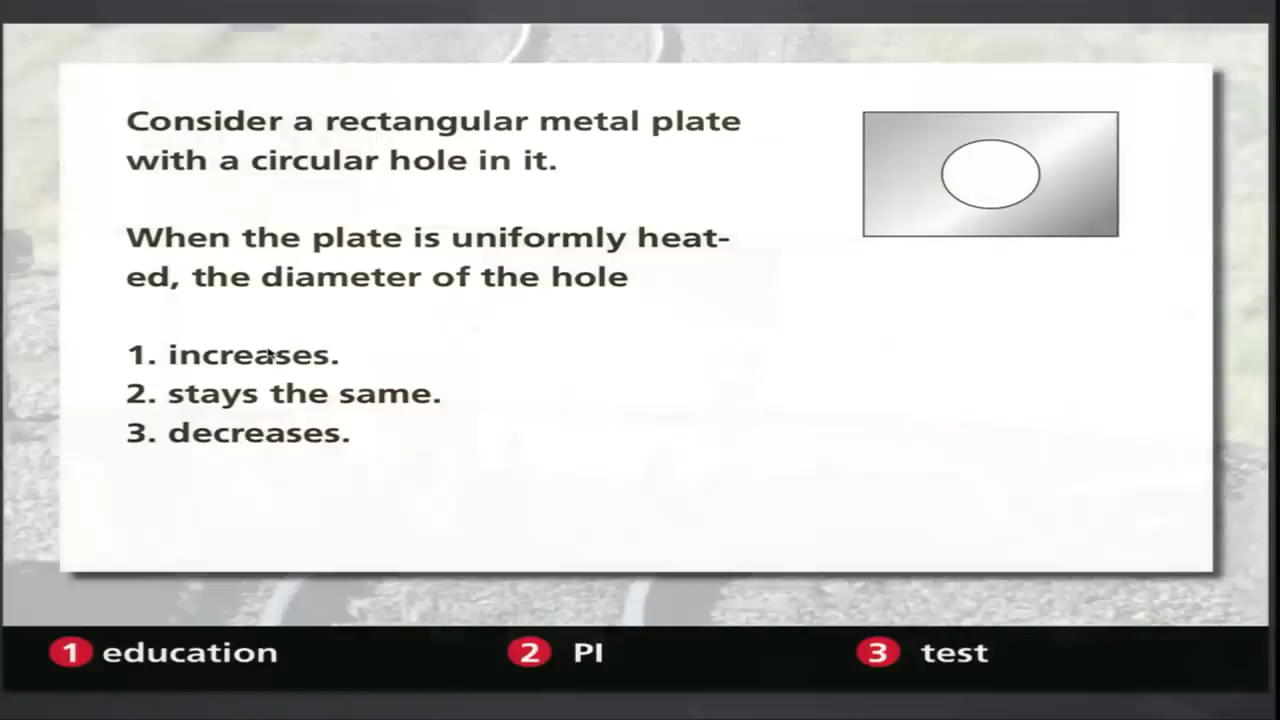 Consider a rectangular metal plate
with a circular hole in it.
When the plate is uniformly heat-
ed, the diameter of the hole
1. increases.
2. stays the same.
3. decreases.
1 education 2 PI 3 test